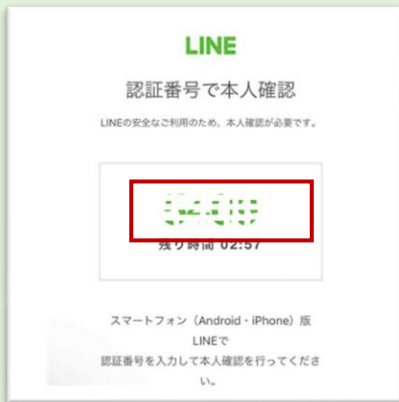 LINE
認証番号で本人確認
LINEの安全なご利用のため、本人確認が必要です。
残り時間 02:57
スマートフォン（Android・iPhone）版
LINEで
認証番号を入力して本人確認を行ってくださ
い。